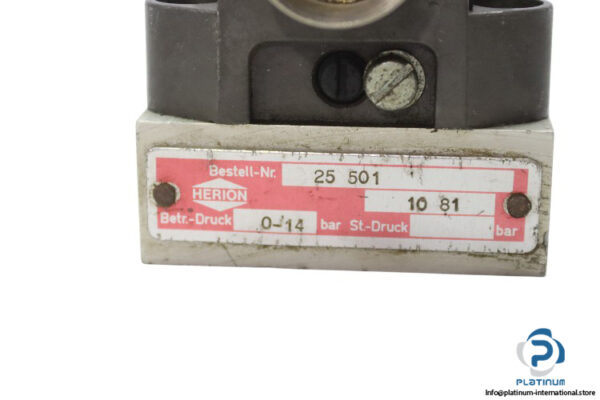 Bestell-Nr. 25 501
HERION 10 81
Betr.-Druck 0-14 bar St.-Druck bar
PLATINUM
Info@platinum-international.store